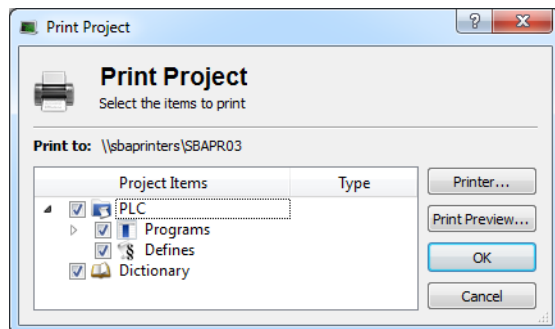 Print Project
Print Project
Select the items to print
Print to: \\sbaprinters\SBAPR03
Project Items Type
PLC
Programs
Defines
Dictionary
Printer...
Print Preview...
OK
Cancel